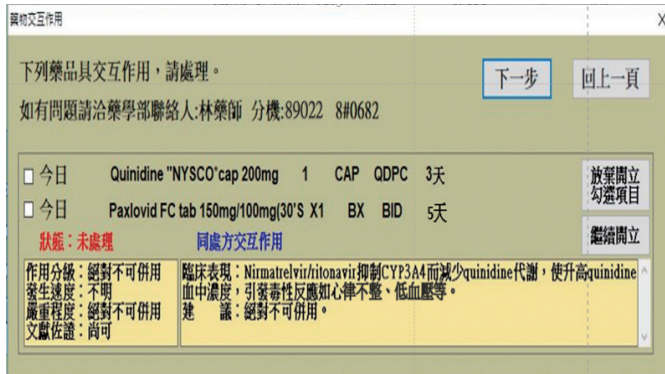 藥物交互作用
X
下列藥品具交互作用，請處理。
下一步
回上一頁
如有問題請洽藥學部聯絡人:林藥師 分機:89022 8#0682
今日 Quinidine "NYSCO"cap 200mg 1 CAP QDPC 3天
放棄開立
勾選項目
今日 Paxlovid FC tab 150mg/100mg(30'S X1 BX BID 5天
狀態：未處理 同處方交互作用
繼續開立
作用分級：絕對不可併用
發生速度：不明
嚴重程度：絕對不可併用
文獻佐證：尚可
臨床表現：Nirmatrelvir/ritonavir抑制CYP3A4而減少quinidine代謝，使升高quinidine
血中濃度，引發毒性反應如心律不整、低血壓等。
建 議：絕對不可併用。